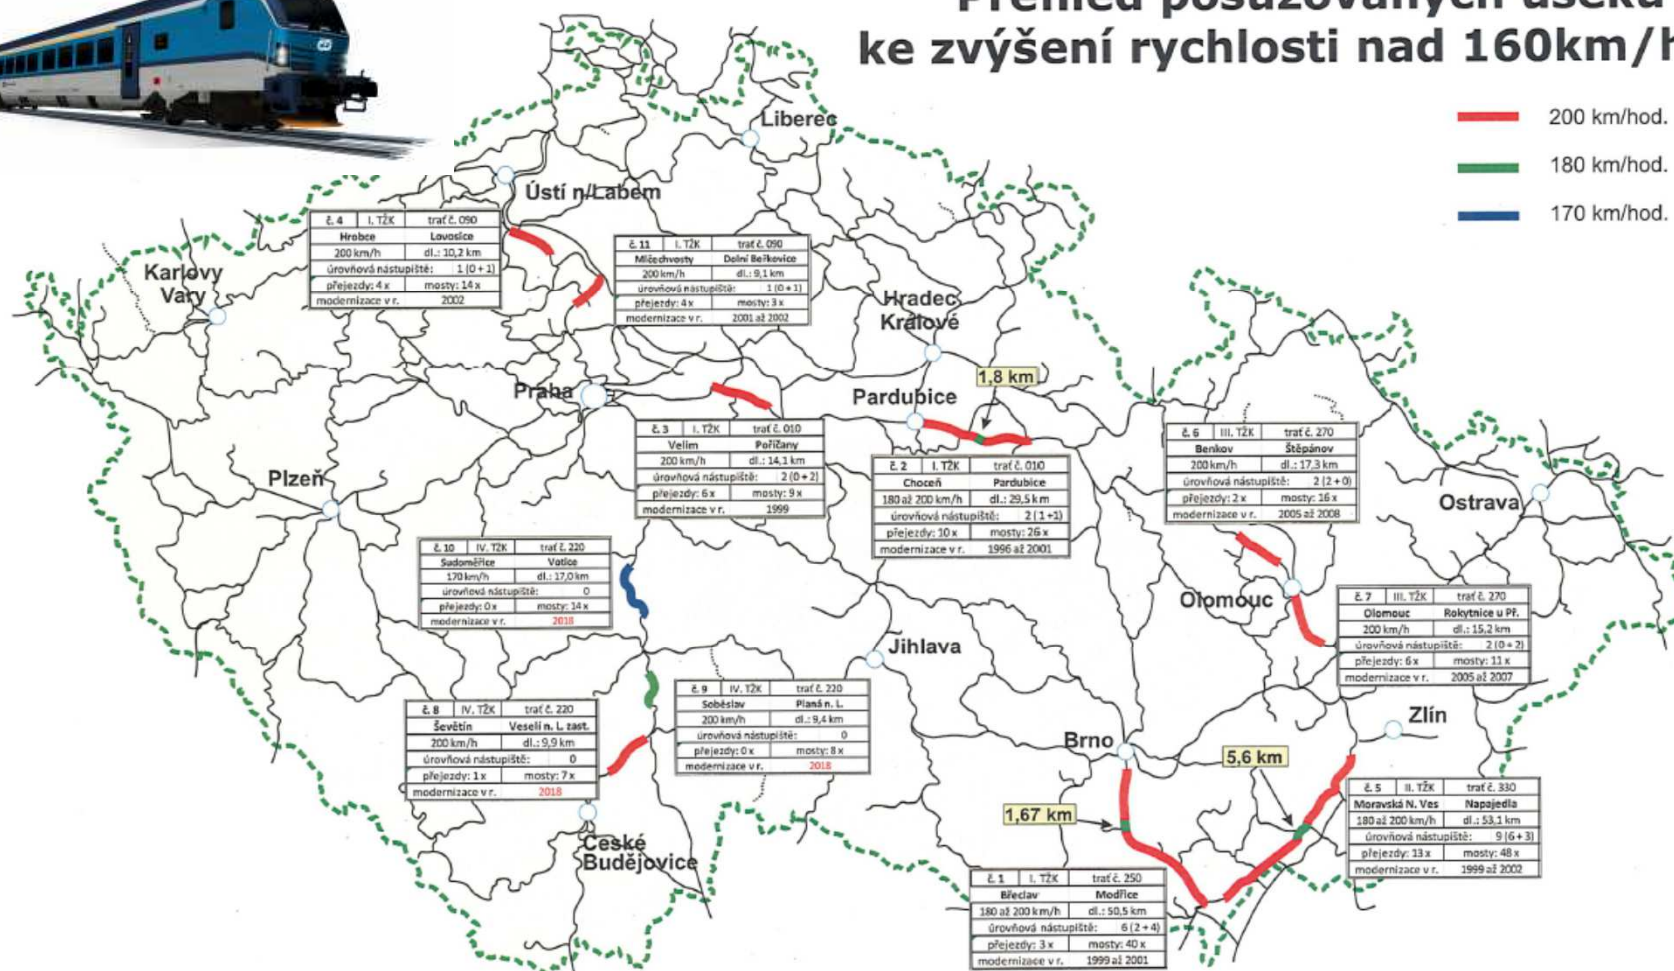 Přehled posuzovaných úseků
ke zvýšení rychlosti nad 160km/h
200 km/hod.
180 km/hod.
170 km/hod.
Liberec
Ústí n/Labem
č. 4 I. TŽK trať č. 090
Hrobce Lovosice
200 km/h dl.: 10,2 km
úrovňová nástupiště: 1 (0 + 1)
přejezdy: 4 x mosty: 14 x
modernizace v r. 2002
č. 11 I. TŽK trať č. 090
Mlčechvosty Dolní Beřkovice
200 km/h dl.: 9,1 km
úrovňová nástupiště: 1 (0 + 1)
přejezdy: 4 x mosty: 3 x
modernizace v r. 2001 až 2002
Karlovy
Vary
Hradec
Králové
Praha
Pardubice
1,8 km
č. 3 I. TŽK trať č. 010
Velim Poříčany
200 km/h dl.: 14,1 km
úrovňová nástupiště: 2 (0 + 2)
přejezdy: 6 x mosty: 9 x
modernizace v r. 1999
č. 2 I. TŽK trať č. 010
Choceň Pardubice
180 až 200 km/h dl.: 29,5 km
úrovňová nástupiště: 2 (1 +1)
přejezdy: 10 x mosty: 26 x
modernizace v r. 1996 až 2001
č. 6 III. TŽK trať č. 270
Benkov Štěpánov
200 km/h dl.: 17,3 km
úrovňová nástupiště: 2 (2 + 0)
přejezdy: 2 x mosty: 16 x
modernizace v r. 2005 až 2008
Plzeň
Ostrava
č. 10 IV. TŽK trať č. 220
Sudoměřice Votice
170 km/h dl.: 17,0 km
úrovňová nástupiště: 0
přejezdy: 0 x mosty: 14 x
modernizace v r. 2018
Olomouc
č. 7 III. TŽK trať č. 270
Olomouc Rokytnice u Př.
200 km/h dl.: 15,2 km
úrovňová nástupiště: 2 (0 + 2)
přejezdy: 6 x mosty: 11 x
modernizace v r. 2005 až 2007
Jihlava
č. 8 IV. TŽK trať č. 220
Ševětín Veselí n. L. zast.
200 km/h dl.: 9,9 km
úrovňová nástupiště: 0
přejezdy: 1 x mosty: 7 x
modernizace v r. 2018
č. 9 IV. TŽK trať č. 220
Soběslav Planá n. L.
200 km/h dl.: 9,4 km
úrovňová nástupiště: 0
přejezdy: 0 x mosty: 8 x
modernizace v r. 2018
Zlín
Brno
5,6 km
1,67 km
č. 5 II. TŽK trať č. 330
Moravská N. Ves Napajedla
180 až 200 km/h dl.: 53,1 km
úrovňová nástupiště: 9 (6 + 3)
přejezdy: 13 x mosty: 48 x
modernizace v r. 1999 až 2002
České
Budějovice
č. 1 I. TŽK trať č. 250
Břeclav Modřice
180 až 200 km/h dl.: 50,5 km
úrovňová nástupiště: 6 (2 + 4)
přejezdy: 3 x mosty: 40 x
modernizace v r. 1999 až 2001